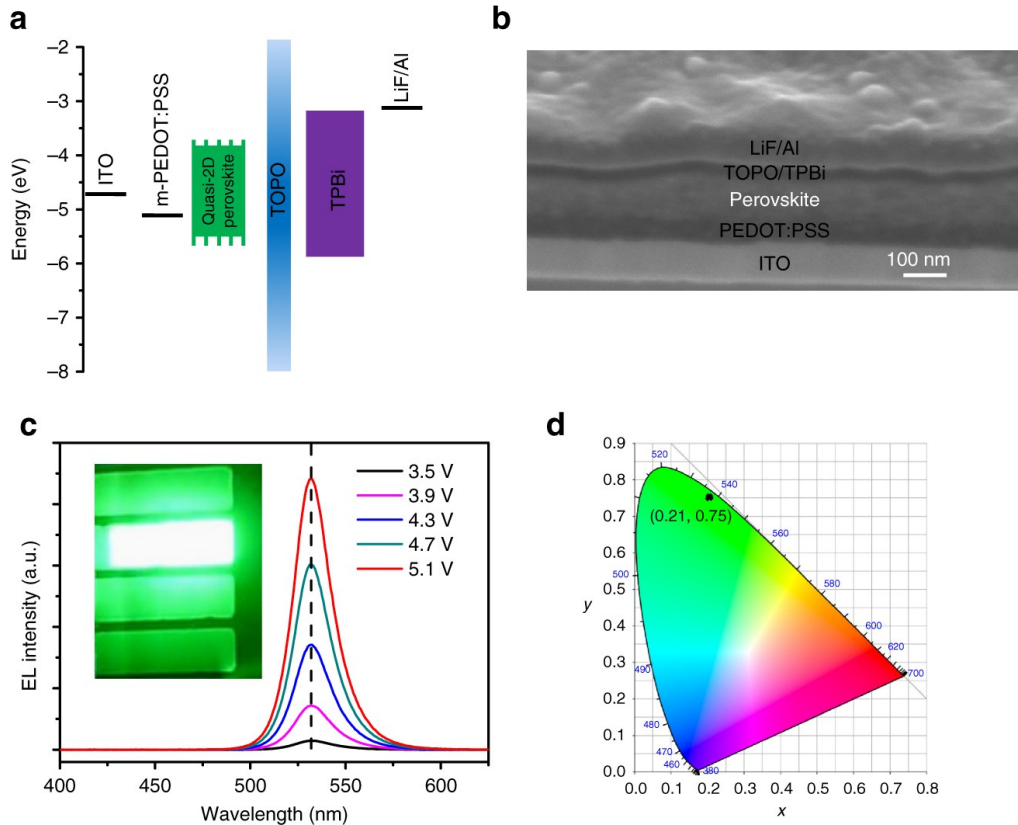 a
−2
−3
−4
−5
−6
−7
−8
Energy (eV)
ITO
m-PEDOT:PSS
Quasi-2D
perovskite
TOPO
TPBi
LiF/Al
b
LiF/Al
TOPO/TPBi
Perovskite
PEDOT:PSS
ITO
100 nm
c
EL intensity (a.u.)
3.5 V
3.9 V
4.3 V
4.7 V
5.1 V
400
450
500
550
600
Wavelength (nm)
d
0.9
0.8
0.7
0.6
0.5
0.4
0.3
0.2
0.1
0.0
y
520
540
(0.21, 0.75)
560
500
580
600
620
700
490
480
470
460
380
0.0 0.1 0.2 0.3 0.4 0.5 0.6 0.7 0.8
x